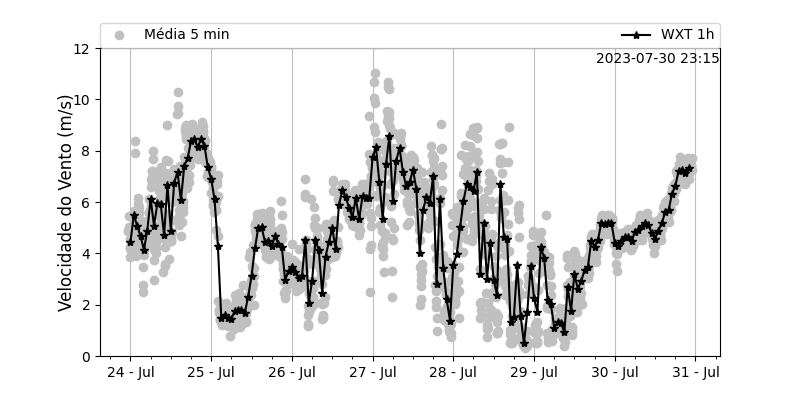 Média 5 min
WXT 1h
2023-07-30 23:15
Velocidade do Vento (m/s)
12
10
8
6
4
2
0
24 - Jul
25 - Jul
26 - Jul
27 - Jul
28 - Jul
29 - Jul
30 - Jul
31 - Jul